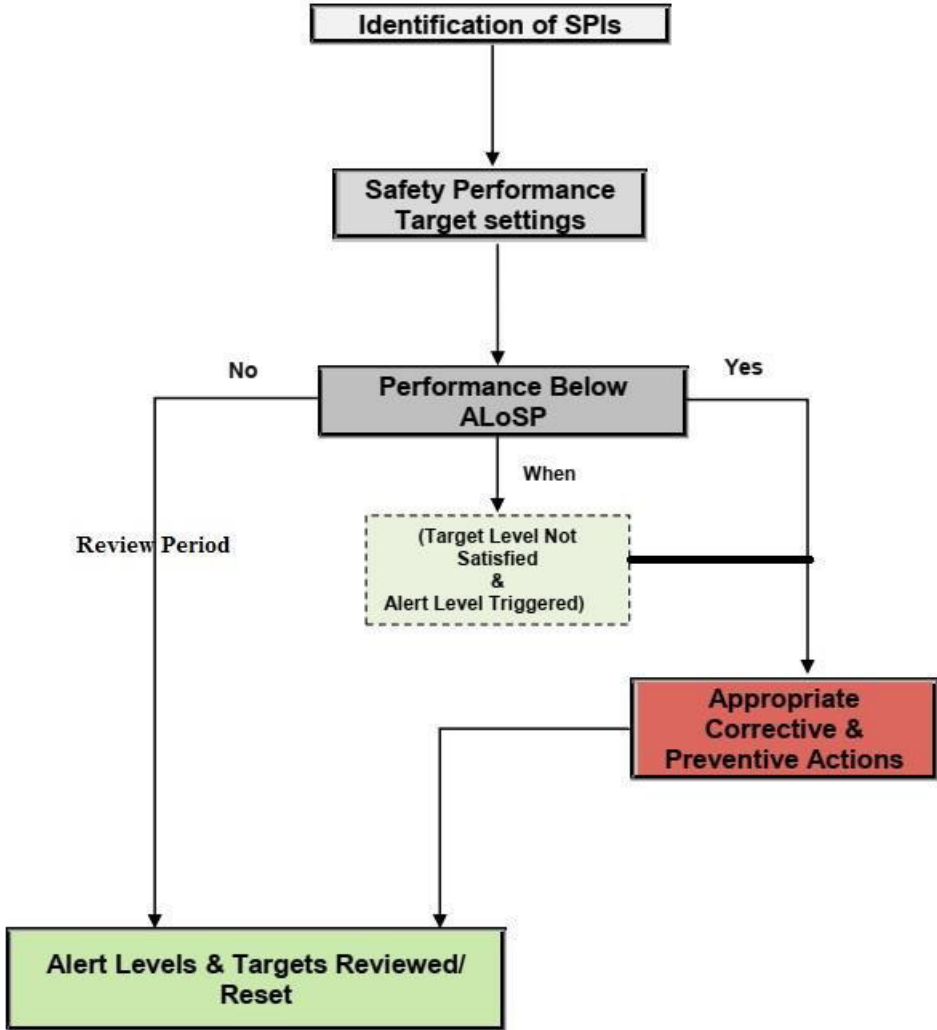 Identification of SPIs
Safety Performance
Target settings
No
Yes
Performance Below
ALoSP
When
(Target Level Not
Satisfied
&
Alert Level Triggered)
Review Period
Appropriate
Corrective &
Preventive Actions
Alert Levels & Targets Reviewed/
Reset